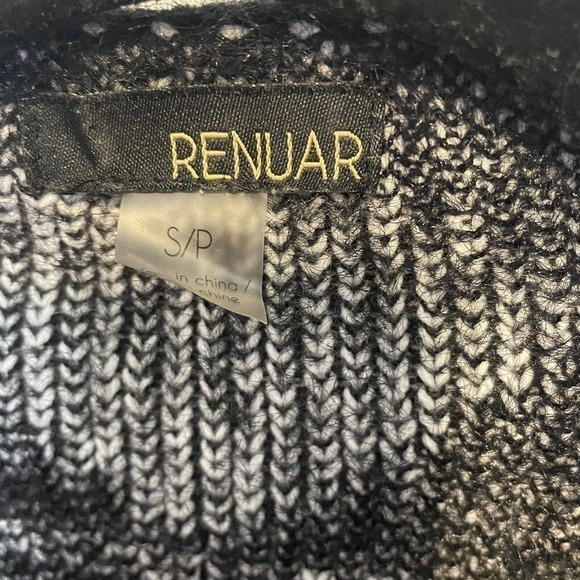 RENUAR
S/P
in china /
chine